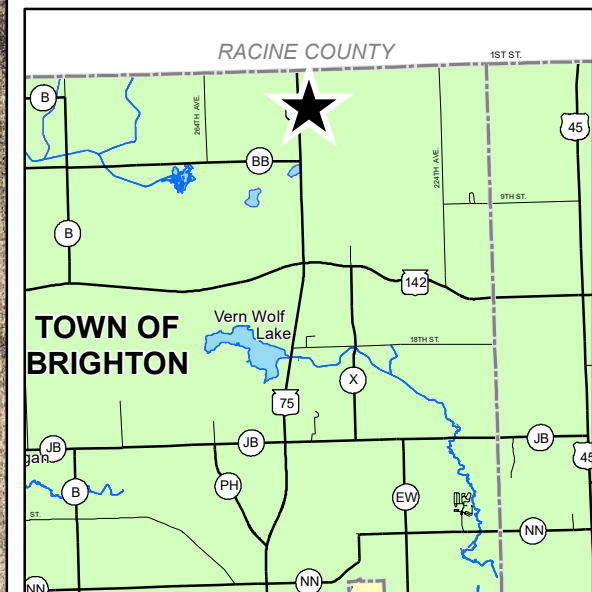 RACINE COUNTY
1ST ST.
B
264TH AVE.
45
BB
224TH AVE.
9TH ST.
B
142
TOWN OF
BRIGHTON
Vern Wolf
Lake
18TH ST.
X
75
JB
JB
JB
45
gan
B
PH
EW
ST.
NN
NN
NN